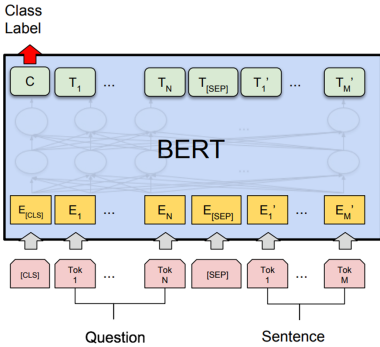 Class
Label
C T1 ... TN T[SEP] T1' ... TM'
...
BERT
...
E[CLS] E1 ... EN E[SEP] E1' ... EM'
[CLS] Tok 1 ... Tok N [SEP] Tok 1 ... Tok M
Question Sentence